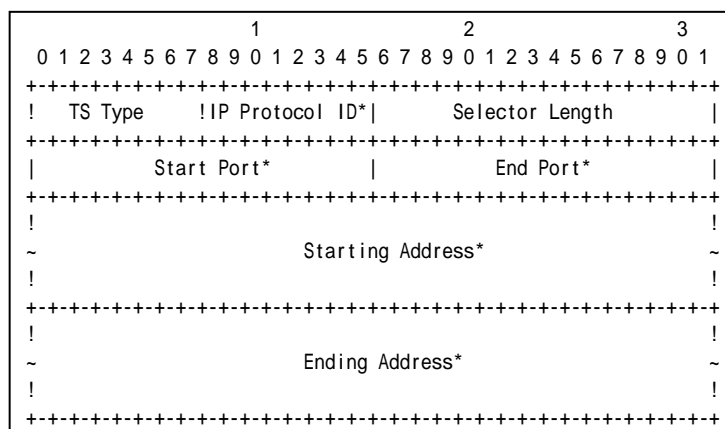 1                   2                   3
 0 1 2 3 4 5 6 7 8 9 0 1 2 3 4 5 6 7 8 9 0 1 2 3 4 5 6 7 8 9 0 1
+-+-+-+-+-+-+-+-+-+-+-+-+-+-+-+-+-+-+-+-+-+-+-+-+-+-+-+-+-+-+-+-+
!   TS Type     !IP Protocol ID*|       Selector Length         |
+-+-+-+-+-+-+-+-+-+-+-+-+-+-+-+-+-+-+-+-+-+-+-+-+-+-+-+-+-+-+-+-+
|           Start Port*         |           End Port*           |
+-+-+-+-+-+-+-+-+-+-+-+-+-+-+-+-+-+-+-+-+-+-+-+-+-+-+-+-+-+-+-+-+
!                                                               !
~                         Starting Address*                     ~
!                                                               !
+-+-+-+-+-+-+-+-+-+-+-+-+-+-+-+-+-+-+-+-+-+-+-+-+-+-+-+-+-+-+-+-+
!                                                               !
~                         Ending Address*                       ~
!                                                               !
+-+-+-+-+-+-+-+-+-+-+-+-+-+-+-+-+-+-+-+-+-+-+-+-+-+-+-+-+-+-+-+-+